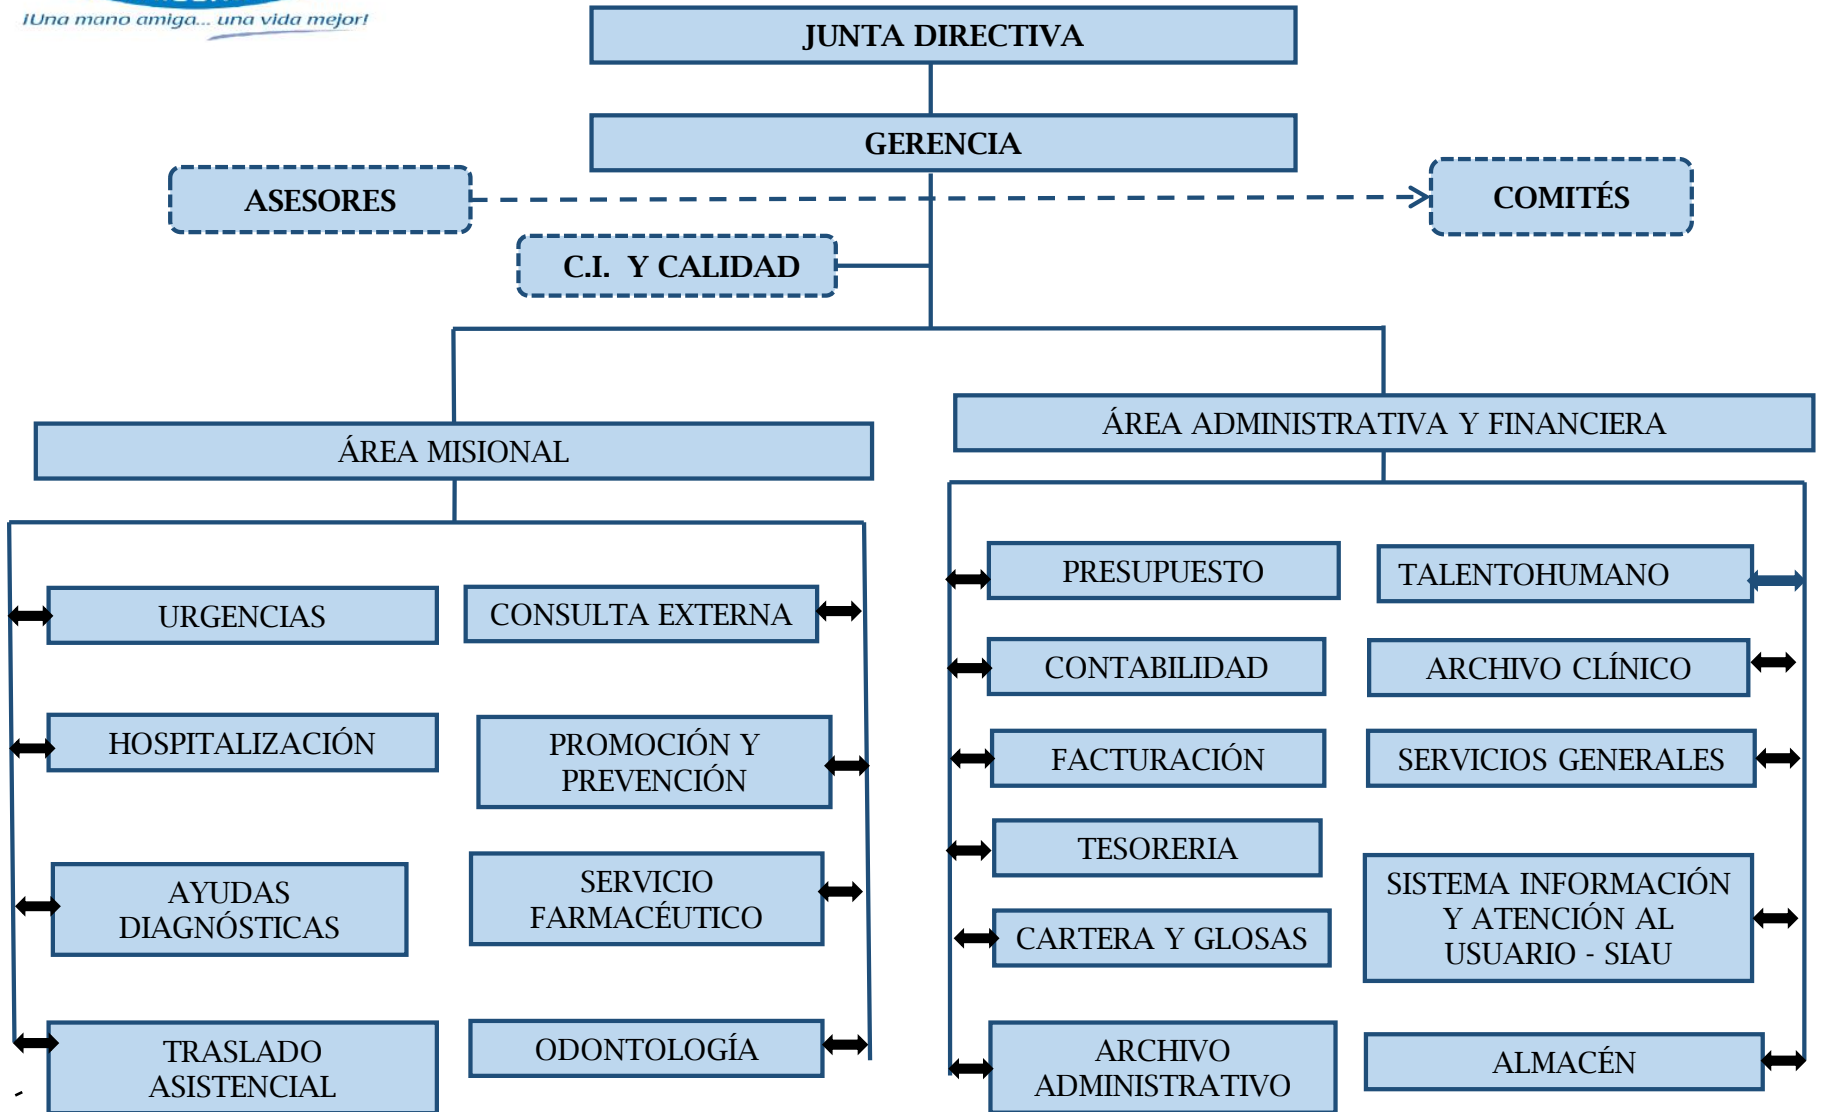 ¡Una mano amiga... una vida mejor!
JUNTA DIRECTIVA
GERENCIA
ASESORES
COMITÉS
C.I. Y CALIDAD
ÁREA MISIONAL
URGENCIAS
CONSULTA EXTERNA
HOSPITALIZACIÓN
PROMOCIÓN Y
PREVENCIÓN
AYUDAS
DIAGNÓSTICAS
SERVICIO
FARMACÉUTICO
TRASLADO
ASISTENCIAL
ODONTOLOGÍA
ÁREA ADMINISTRATIVA Y FINANCIERA
PRESUPUESTO
TALENTOHUMANO
CONTABILIDAD
ARCHIVO CLÍNICO
FACTURACIÓN
SERVICIOS GENERALES
TESORERIA
CARTERA Y GLOSAS
SISTEMA INFORMACIÓN
Y ATENCIÓN AL
USUARIO - SIAU
ARCHIVO
ADMINISTRATIVO
ALMACÉN